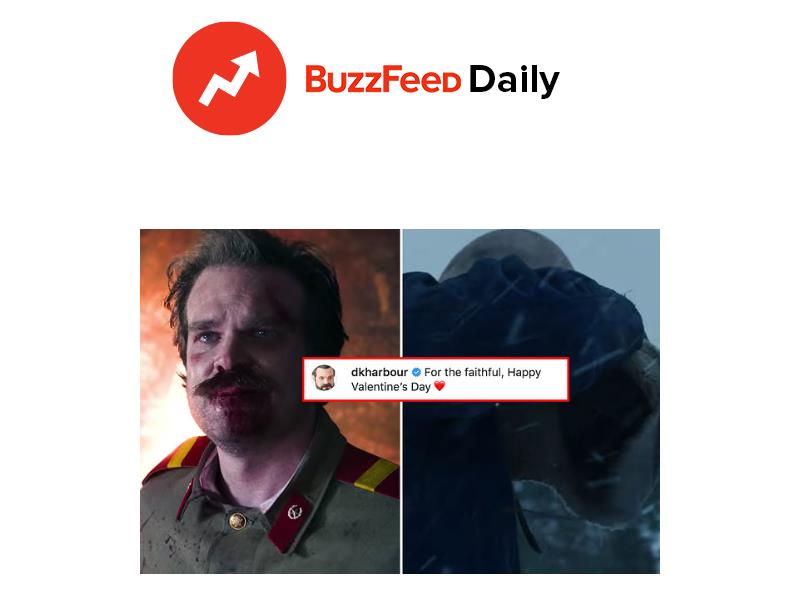 BuzzFeed Daily
dkharbour For the faithful, Happy
Valentine's Day ❤️